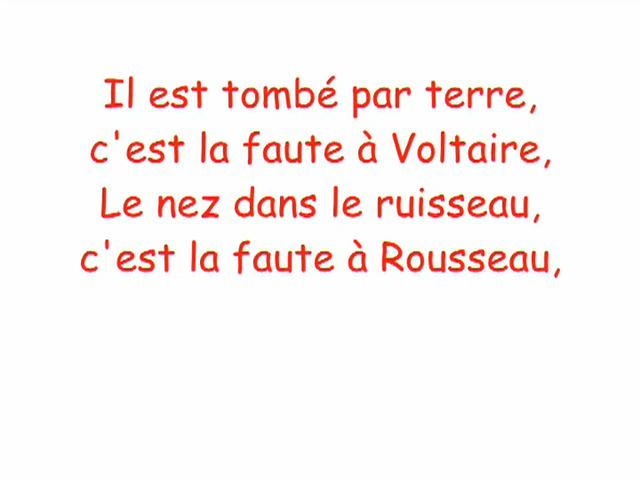 Il est tombé par terre,
c'est la faute à Voltaire,
Le nez dans le ruisseau,
c'est la faute à Rousseau,